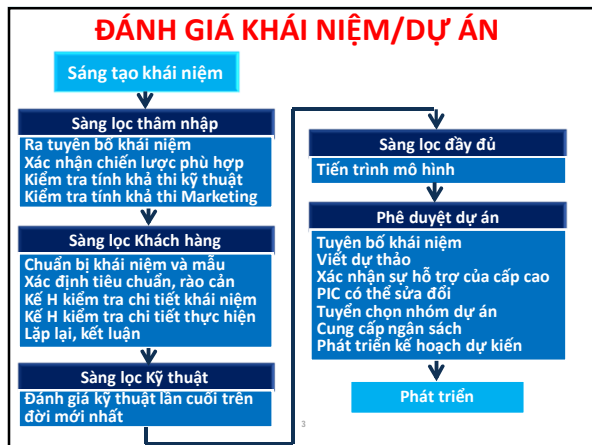 ĐÁNH GIÁ KHÁI NIỆM/DỰ ÁN
Sáng tạo khái niệm
Sàng lọc thâm nhập
Ra tuyên bố khái niệm
Xác nhận chiến lược phù hợp
Kiểm tra tính khả thi kỹ thuật
Kiểm tra tính khả thi Marketing
Sàng lọc Khách hàng
Chuẩn bị khái niệm và mẫu
Xác định tiêu chuẩn, rào cản
Kế H kiểm tra chi tiết khái niệm
Kế H kiểm tra chi tiết thực hiện
Lặp lại, kết luận
Sàng lọc Kỹ thuật
Đánh giá kỹ thuật lần cuối trên
đời mới nhất
Sàng lọc đầy đủ
Tiến trình mô hình
Phê duyệt dự án
Tuyên bố khái niệm
Viết dự thảo
Xác nhận sự hỗ trợ của cấp cao
PIC có thể sửa đổi
Tuyển chọn nhóm dự án
Cung cấp ngân sách
Phát triển kế hoạch dự kiến
Phát triển
3